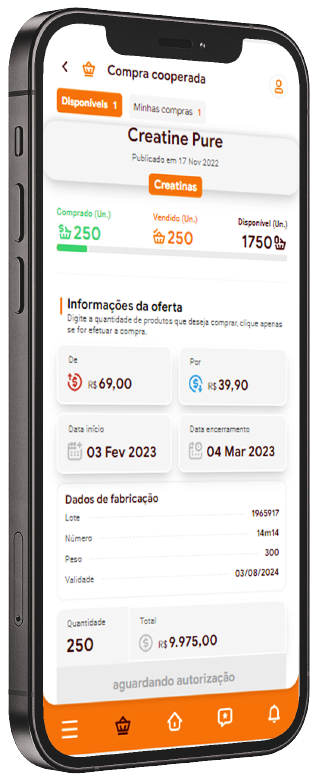 Compra cooperada
Disponíveis 1
Minhas compras 1
Creatine Pure
Publicado em 17 Nov 2022
Creatinas
Comprado (Un.)
250
Vendido (Un.)
250
Disponível (Un.)
1750
Informações da oferta
Digite a quantidade de produtos que deseja comprar, clique apenas
se for efetuar a compra.
De
R$ 69,00
Por
R$ 39,90
Data início
03 Fev 2023
Data encerramento
04 Mar 2023
Dados de fabricação
Lote 1965917
Número 14m14
Peso 300
Validade 03/08/2024
Quantidade
250
Total
R$ 9.975,00
aguardando autorização